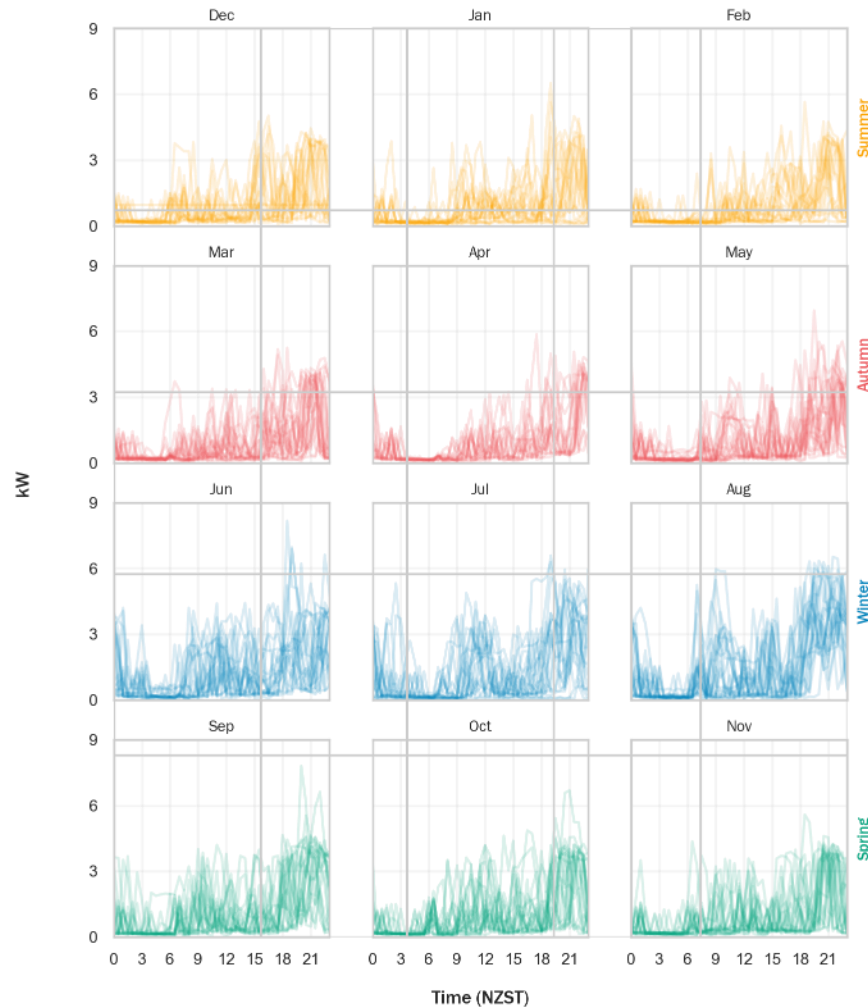 Dec Jan Feb
9
6
3
0
Summer
Mar Apr May
9
6
3
0
Autumn
kW
Jun Jul Aug
9
6
3
0
Winter
Sep Oct Nov
9
6
3
0
Spring
0 3 6 9 12 15 18 21 0 3 6 9 12 15 18 21 0 3 6 9 12 15 18 21
Time (NZST)